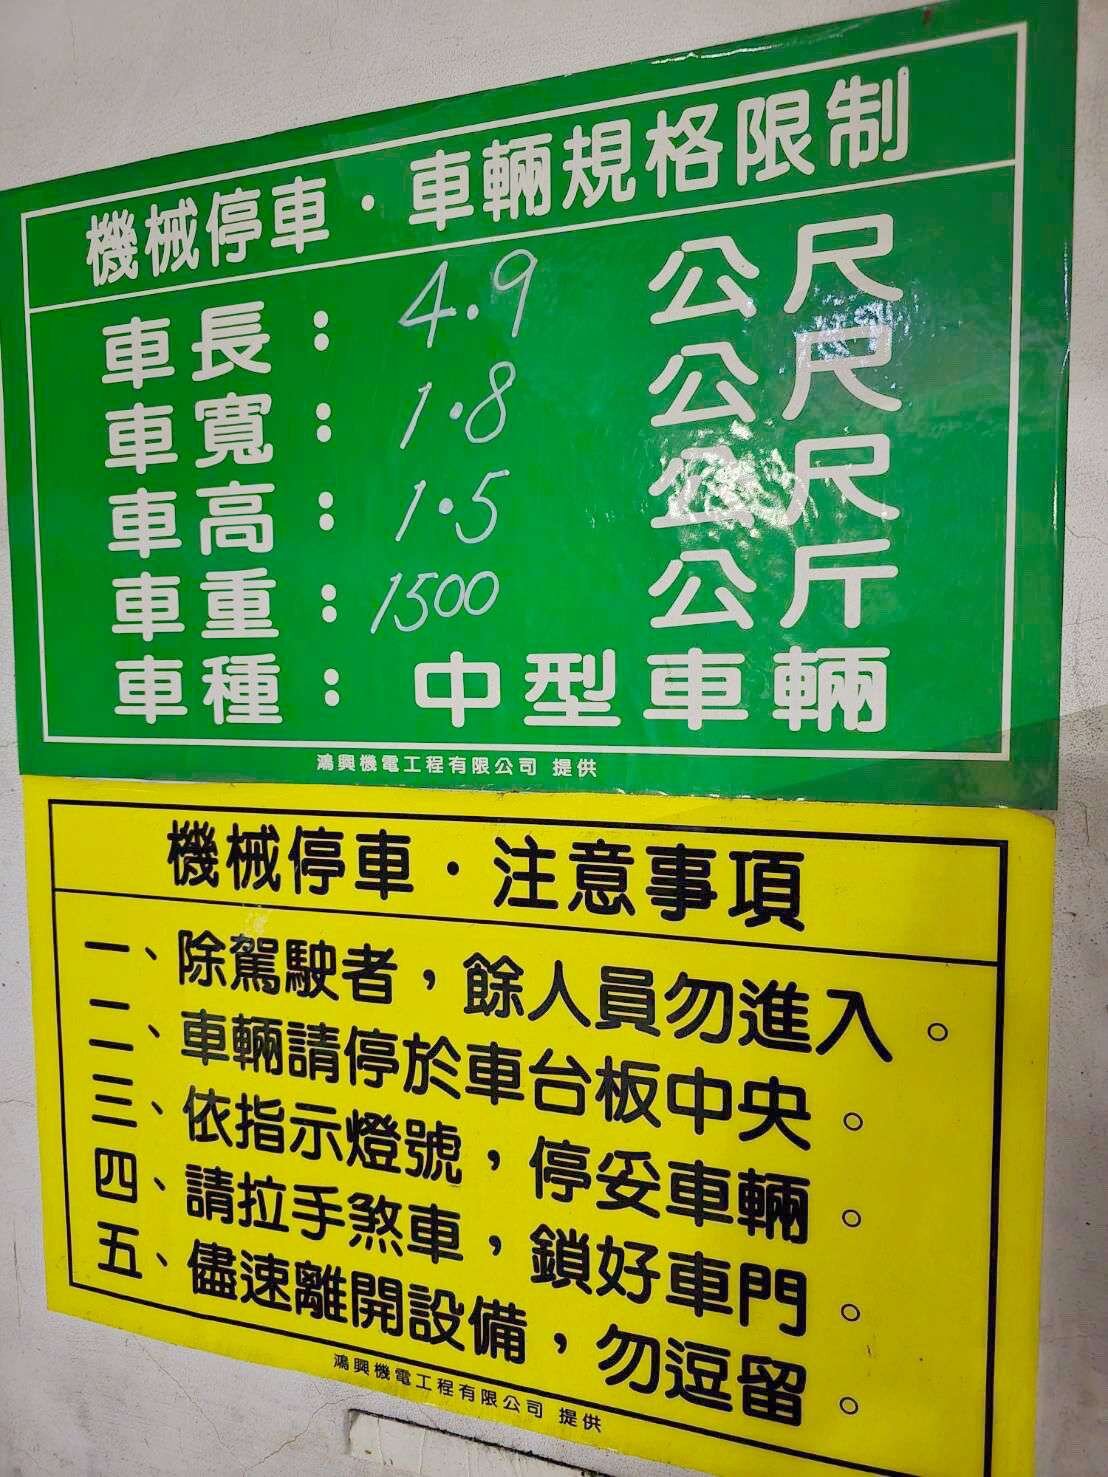 機械停車·車輛規格限制
車長：4.9 公尺
車寬：1.8 公尺
車高：1.5 公尺
車重：1500 公斤
車種：中型車輛
鴻興機電工程有限公司 提供
機械停車·注意事項
一、除駕駛者，餘人員勿進入。
二、車輛請停於車台板中央。
三、依指示燈號，停妥車輛。
四、請拉手煞車，鎖好車門。
五、儘速離開設備，勿逗留。
鴻興機電工程有限公司 提供